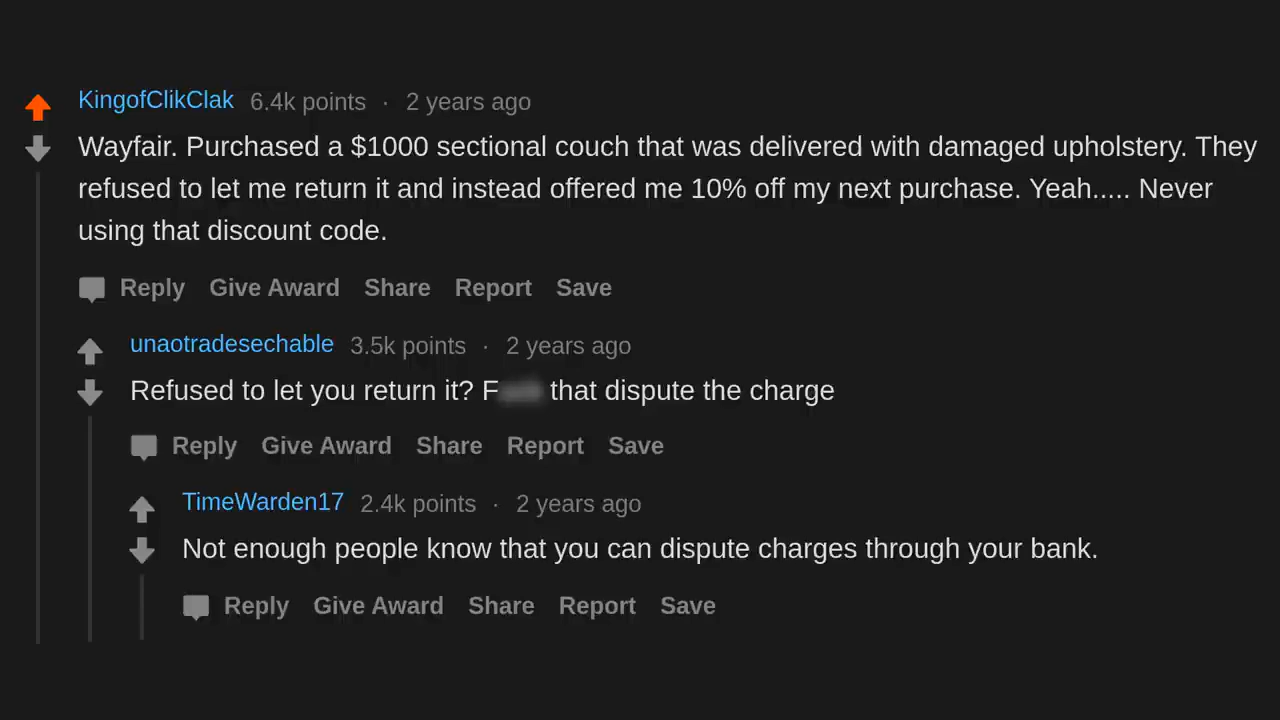 KingofClikClak 6.4k points · 2 years ago
Wayfair. Purchased a $1000 sectional couch that was delivered with damaged upholstery. They
refused to let me return it and instead offered me 10% off my next purchase. Yeah..... Never
using that discount code.
Reply Give Award Share Report Save
unaotradesechable 3.5k points · 2 years ago
Refused to let you return it? F that dispute the charge
Reply Give Award Share Report Save
TimeWarden17 2.4k points · 2 years ago
Not enough people know that you can dispute charges through your bank.
Reply Give Award Share Report Save